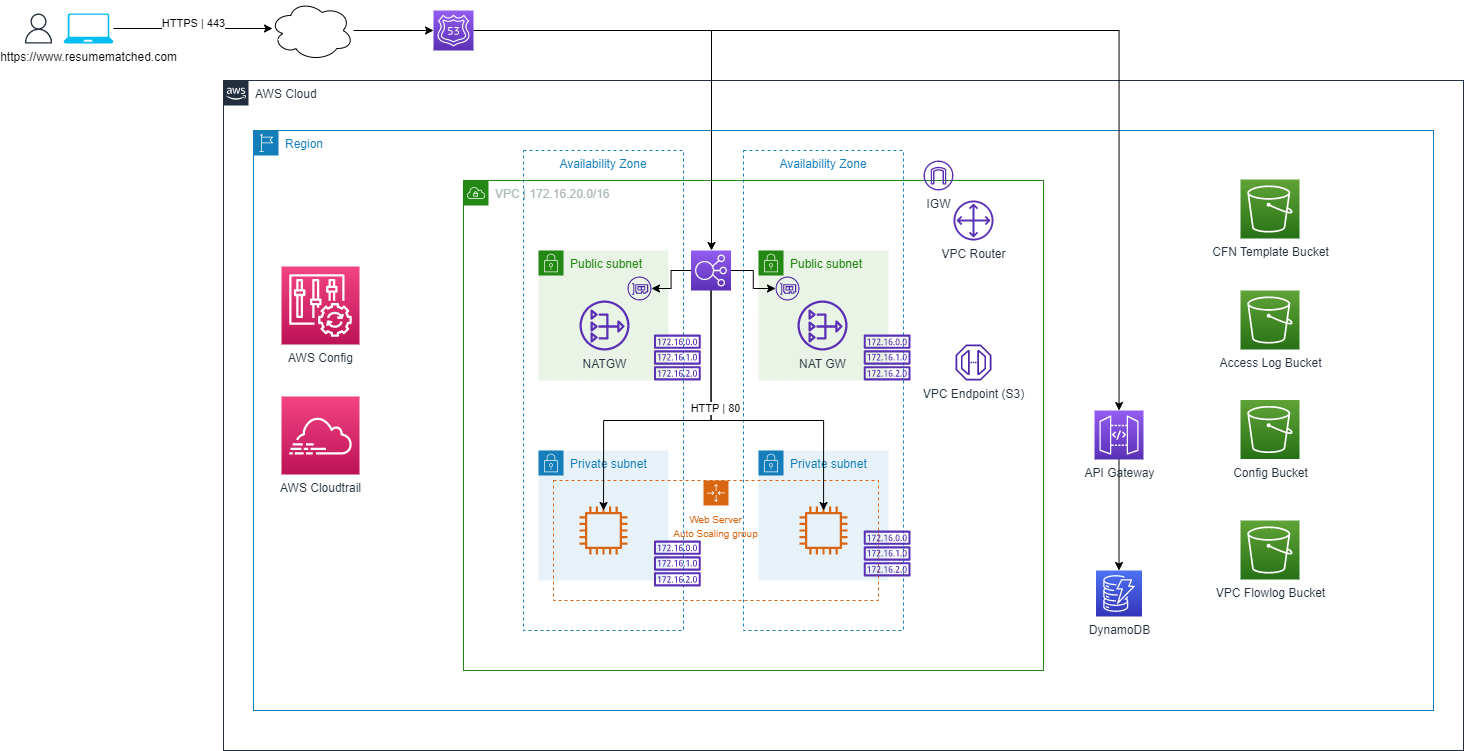 HTTPS | 443
53
https://www.resumematched.com
aws
AWS Cloud
Region
Availability Zone
Availability Zone
VPC | 172.16.20.0/16
IGW
VPC Router
CFN Template Bucket
Public subnet
Public subnet
AWS Config
NATGW
172.16.0.0
172.16.1.0
172.16.2.0
NAT GW
172.16.0.0
172.16.1.0
172.16.2.0
Access Log Bucket
VPC Endpoint (S3)
HTTP | 80
API Gateway
Config Bucket
AWS Cloudtrail
Private subnet
Private subnet
Web Server
Auto Scaling group
172.16.0.0
172.16.1.0
172.16.2.0
172.16.0.0
172.16.1.0
172.16.2.0
VPC Flowlog Bucket
DynamoDB